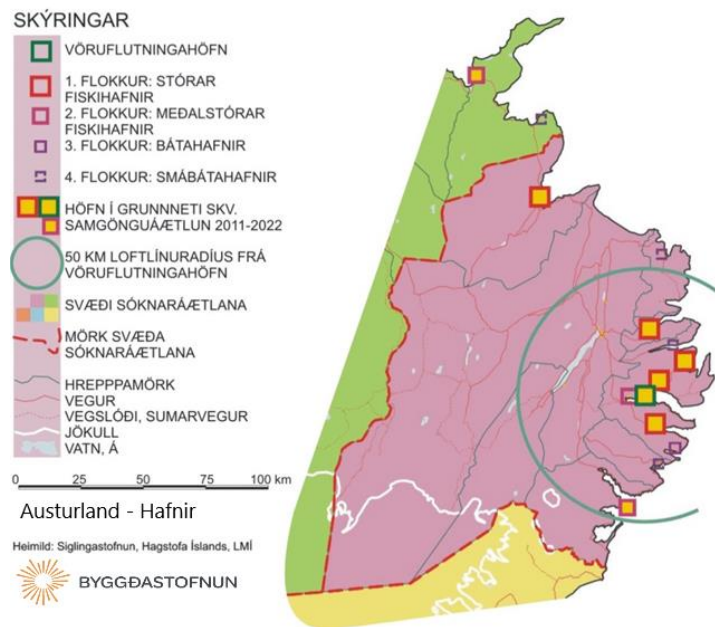 SKÝRINGAR
VÖRUFLUTNINGAHÖFN
1. FLOKKUR: STÓRAR
FISKIHAFNIR
2. FLOKKUR: MEÐALSTÓRAR
FISKIHAFNIR
3. FLOKKUR: BÁTAHAFNIR
4. FLOKKUR: SMÁBÁTAHAFNIR
HÖFN Í GRUNNNETI SKV.
SAMGÖNGUÁÆTLUN 2011-2022
50 KM LOFTLÍNURADÍUS FRÁ
VÖRUFLUTNINGAHÖFN
SVÆÐI SÓKNARÁÆTLANA
MÖRK SVÆÐA
SÓKNARÁÆTLANA
HREPPPAMÖRK
VEGUR
VEGSLÓÐI, SUMARVEGUR
JÖKULL
VATN, Á
0 25 50 75 100 km
Austurland - Hafnir
Heimild: Siglingastofnun, Hagstofa Íslands, LMÍ
BYGGÐASTOFNUN